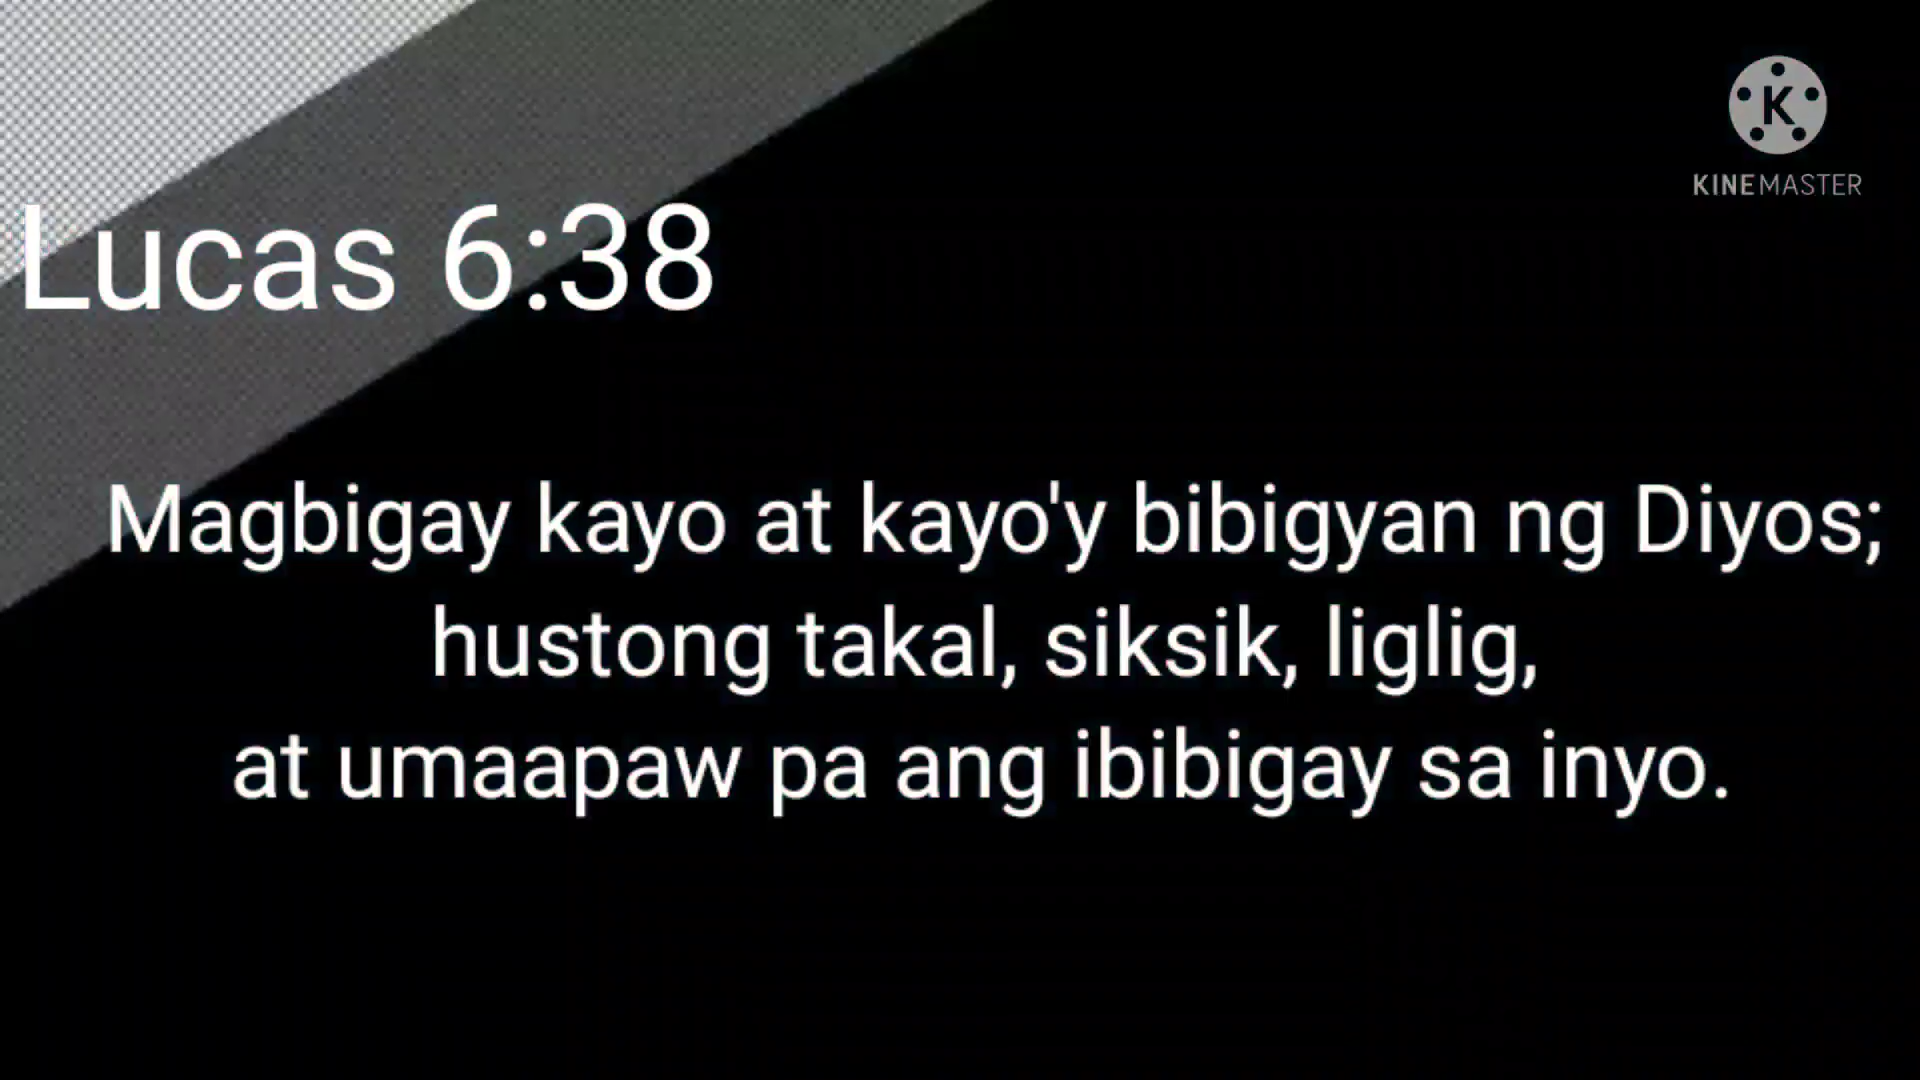 K
KINEMASTER
Lucas 6:38
Magbigay kayo at kayo'y bibigyan ng Diyos;
hustong takal, siksik, liglig,
at umaapaw pa ang ibibigay sa inyo.